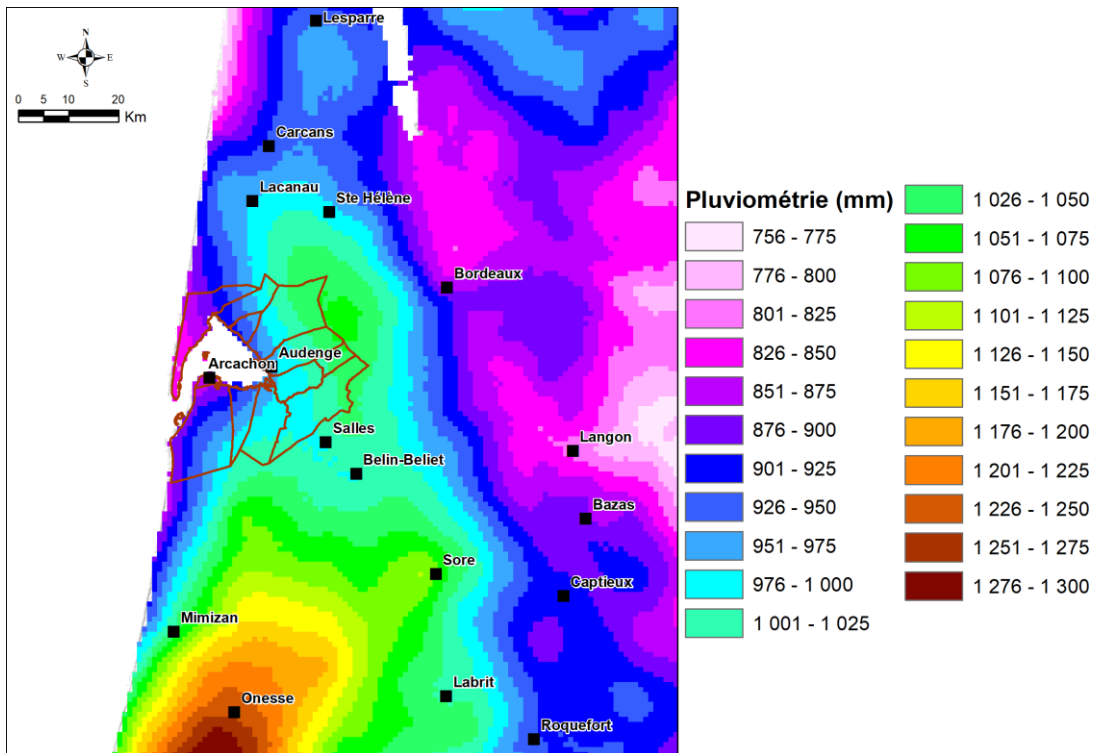 Lesparre
N
W E
S
0 5 10 20
Km
Carcans
Lacanau
Ste Hélène
Bordeaux
Audenge
Arcachon
Salles
Langon
Belin-Beliet
Bazas
Sore
Captieux
Mimizan
Labrit
Onesse
Roquefort
Pluviométrie (mm)
756 - 775
776 - 800
801 - 825
826 - 850
851 - 875
876 - 900
901 - 925
926 - 950
951 - 975
976 - 1 000
1 001 - 1 025
1 026 - 1 050
1 051 - 1 075
1 076 - 1 100
1 101 - 1 125
1 126 - 1 150
1 151 - 1 175
1 176 - 1 200
1 201 - 1 225
1 226 - 1 250
1 251 - 1 275
1 276 - 1 300